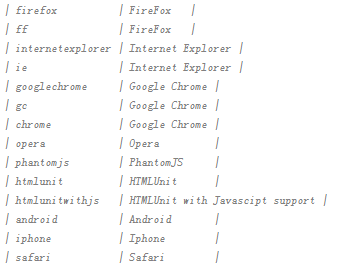 | firefox | FireFox |
| ff | FireFox |
| internetexplorer | Internet Explorer |
| ie | Internet Explorer |
| googlechrome | Google Chrome |
| gc | Google Chrome |
| chrome | Google Chrome |
| opera | Opera |
| phantomjs | PhantomJS |
| htmlunit | HTMLUnit |
| htmlunitwithjs | HTMLUnit with Javascipt support |
| android | Android |
| iphone | Iphone |
| safari | Safari |